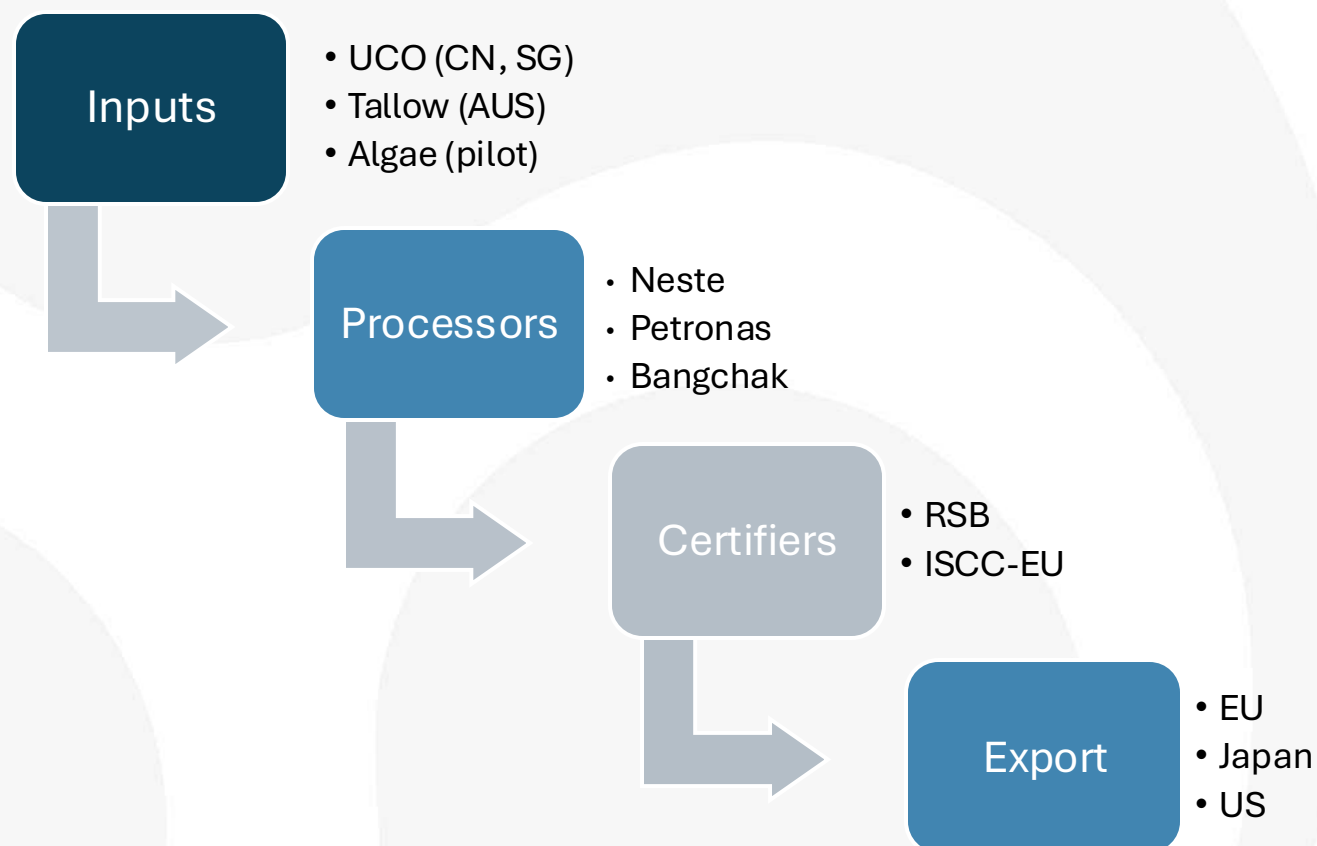 Inputs
• UCO (CN, SG)
• Tallow (AUS)
• Algae (pilot)
Processors
• Neste
• Petronas
• Bangchak
Certifiers
• RSB
• ISCC-EU
Export
• EU
• Japan
• US